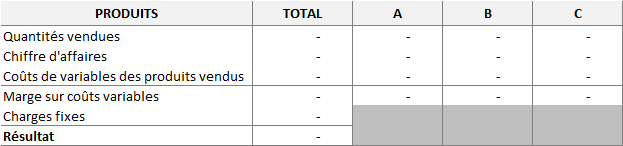 PRODUITS TOTAL A B C
Quantités vendues - - - -
Chiffre d'affaires - - - -
Coûts de variables des produits vendus - - - -
Marge sur coûts variables - - - -
Charges fixes -
Résultat -